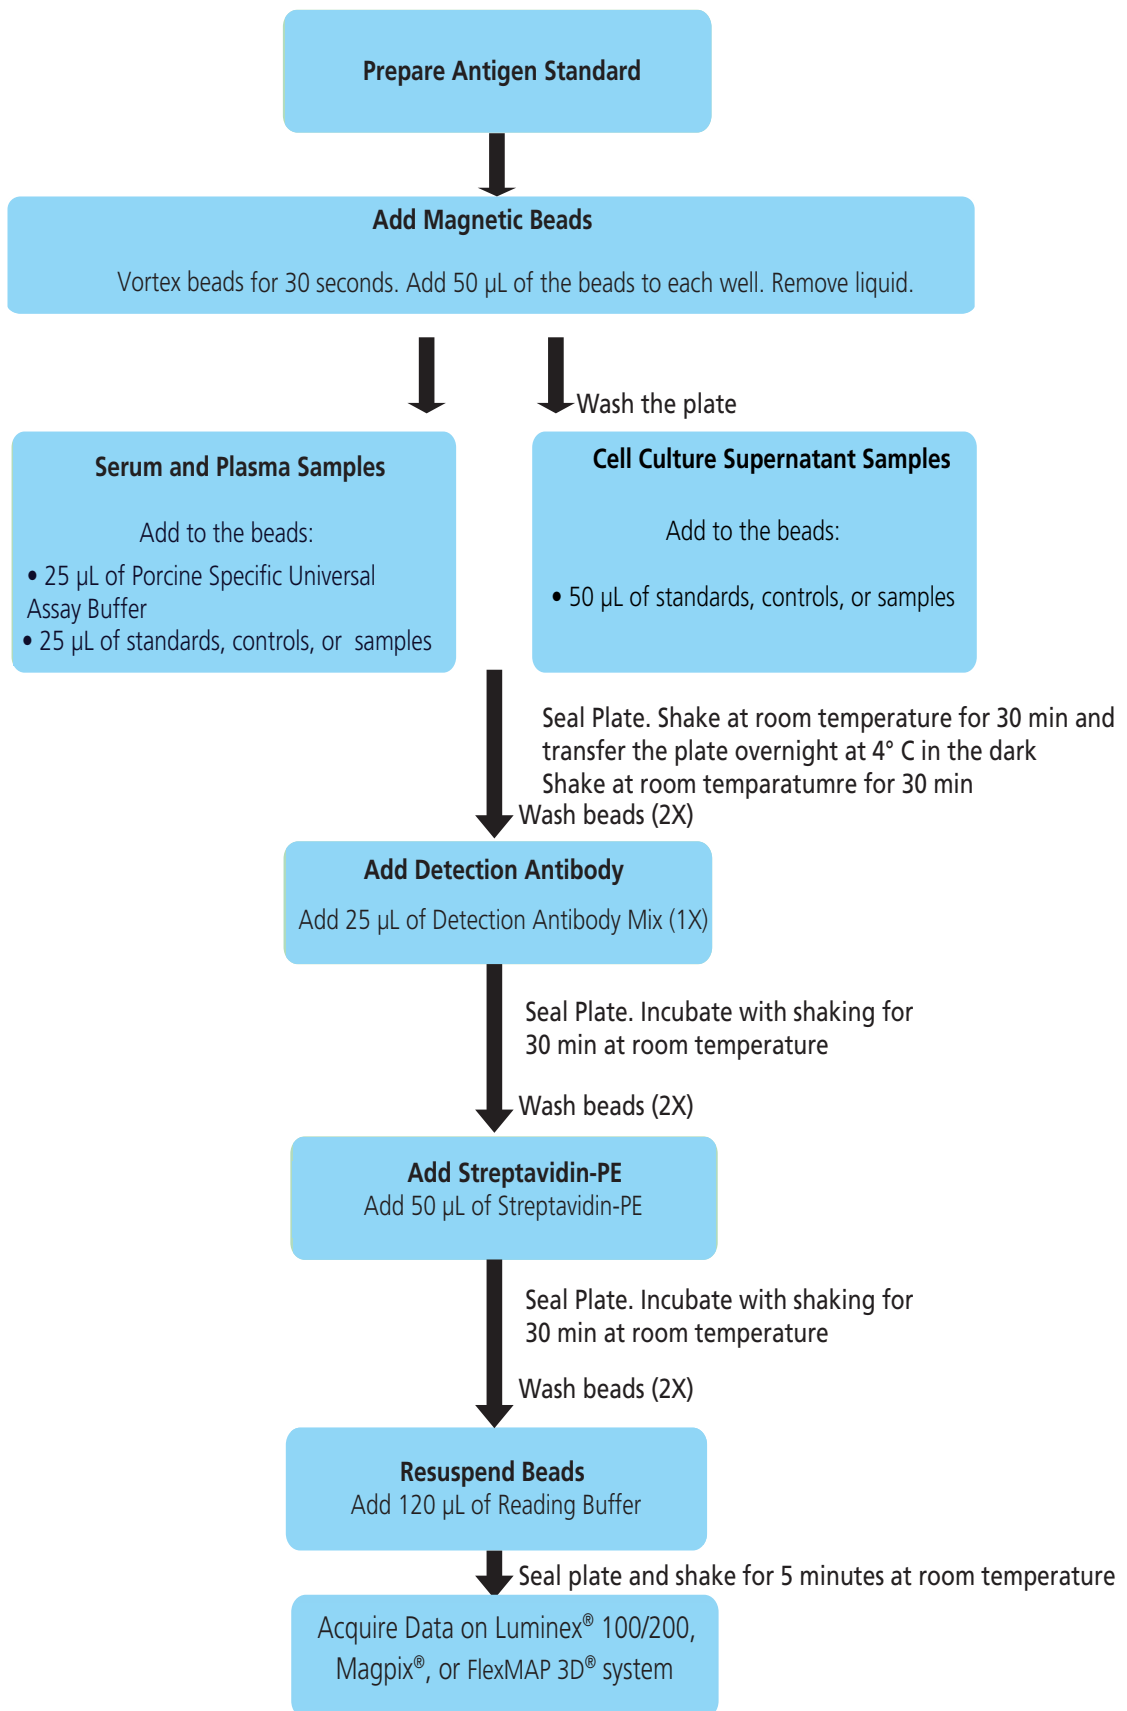 Prepare Antigen Standard
Add Magnetic Beads
Vortex beads for 30 seconds. Add 50 µL of the beads to each well. Remove liquid.
Wash the plate
Serum and Plasma Samples
Add to the beads:
• 25 µL of Porcine Specific Universal
Assay Buffer
• 25 µL of standards, controls, or samples
Cell Culture Supernatant Samples
Add to the beads:
• 50 µL of standards, controls, or samples
Seal Plate. Shake at room temperature for 30 min and
transfer the plate overnight at 4° C in the dark
Shake at room temparatumre for 30 min
Wash beads (2X)
Add Detection Antibody
Add 25 µL of Detection Antibody Mix (1X)
Seal Plate. Incubate with shaking for
30 min at room temperature
Wash beads (2X)
Add Streptavidin-PE
Add 50 µL of Streptavidin-PE
Seal Plate. Incubate with shaking for
30 min at room temperature
Wash beads (2X)
Resuspend Beads
Add 120 µL of Reading Buffer
Seal plate and shake for 5 minutes at room temperature
Acquire Data on Luminex® 100/200,
Magpix®, or FlexMAP 3D® system